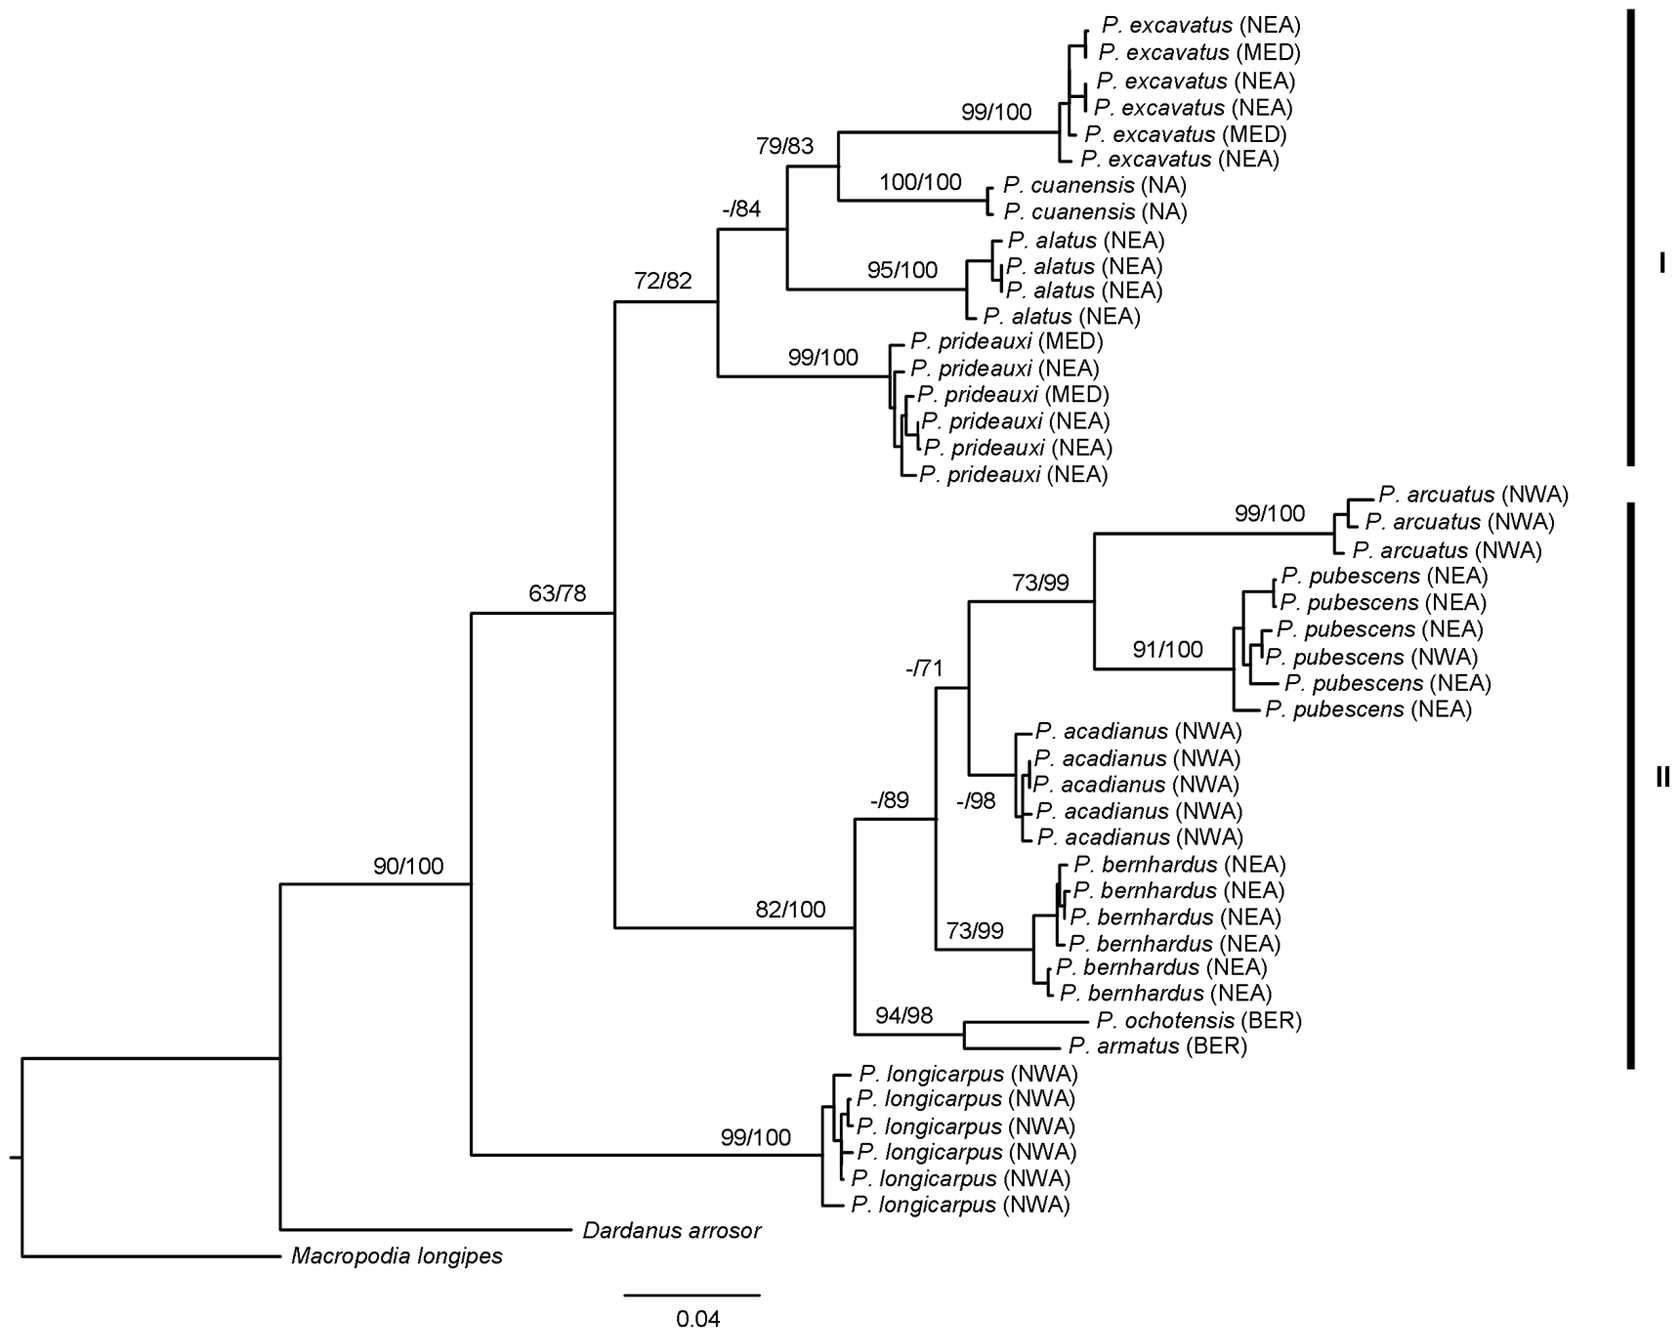 P. excavatus (NEA)
P. excavatus (MED)
P. excavatus (NEA)
99/100
P. excavatus (NEA)
P. excavatus (MED)
79/83
P. excavatus (NEA)
100/100
P. cuanensis (NA)
P. cuanensis (NA)
-/84
P. alatus (NEA)
I
95/100
P. alatus (NEA)
72/82
P. alatus (NEA)
P. alatus (NEA)
P. prideauxi (MED)
99/100
P. prideauxi (NEA)
P. prideauxi (MED)
P. prideauxi (NEA)
P. prideauxi (NEA)
P. prideauxi (NEA)
P. arcuatus (NWA)
99/100
P. arcuatus (NWA)
P. arcuatus (NWA)
63/78
73/99
P. pubescens (NEA)
P. pubescens (NEA)
P. pubescens (NEA)
91/100
P. pubescens (NWA)
-/71
P. pubescens (NEA)
P. pubescens (NEA)
P. acadianus (NWA)
P. acadianus (NWA)
II
P. acadianus (NWA)
-/89
-/98
P. acadianus (NWA)
P. acadianus (NWA)
90/100
P. bernhardus (NEA)
P. bernhardus (NEA)
82/100
P. bernhardus (NEA)
73/99
P. bernhardus (NEA)
P. bernhardus (NEA)
P. bernhardus (NEA)
94/98
P. ochotensis (BER)
P. armatus (BER)
P. longicarpus (NWA)
P. longicarpus (NWA)
P. longicarpus (NWA)
99/100
P. longicarpus (NWA)
P. longicarpus (NWA)
P. longicarpus (NWA)
Dardanus arrosor
Macropodia longipes
0.04